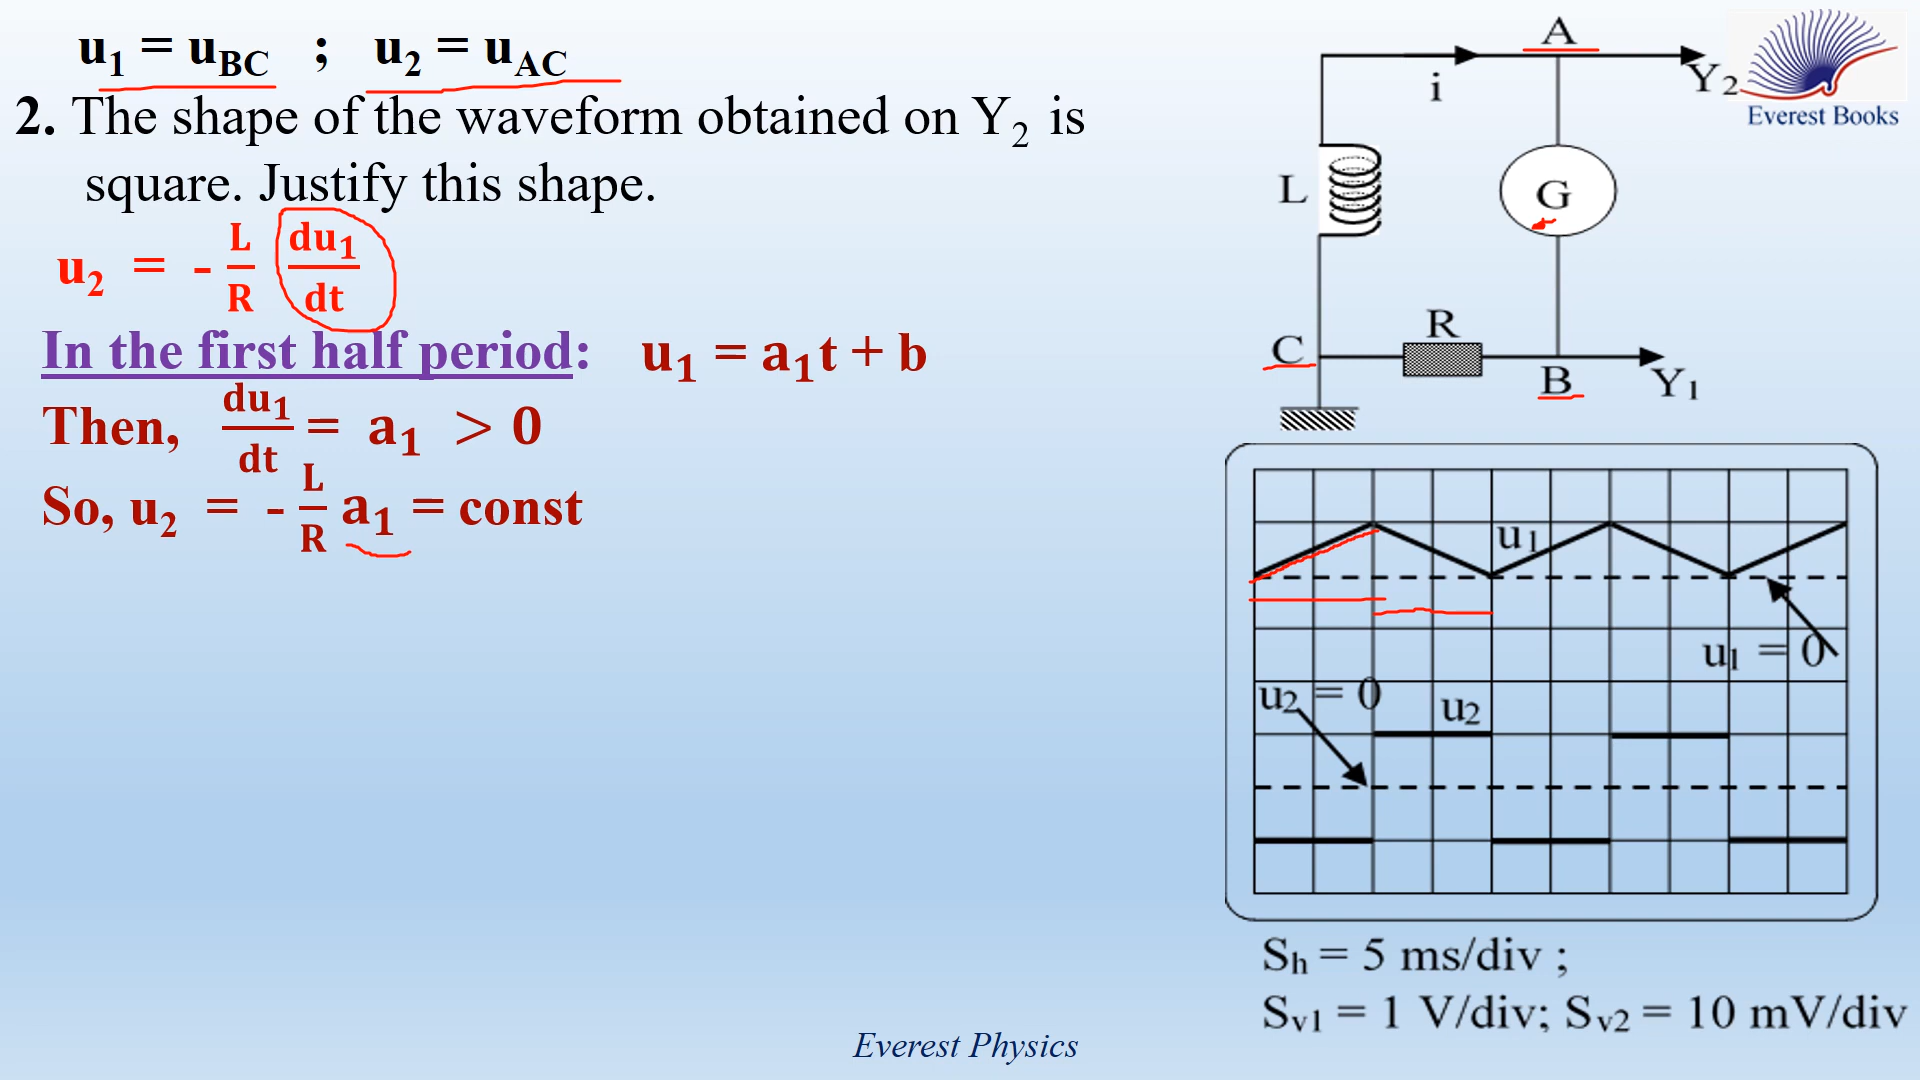 u₁ = u_BC ; u₂ = u_AC
2. The shape of the waveform obtained on Y₂ is
square. Justify this shape.
u₂ = - L/R du₁/dt
In the first half period: u₁ = a₁t + b
Then, du₁/dt = a₁ > 0
So, u₂ = - L/R a₁ = const
A
i
Y₂
Everest Books
L
G
R
C
B
Y₁
u₁
u₁ = 0
u₂ = 0
u₂
Sh = 5 ms/div ;
Sv1 = 1 V/div; Sv2 = 10 mV/div
Everest Physics